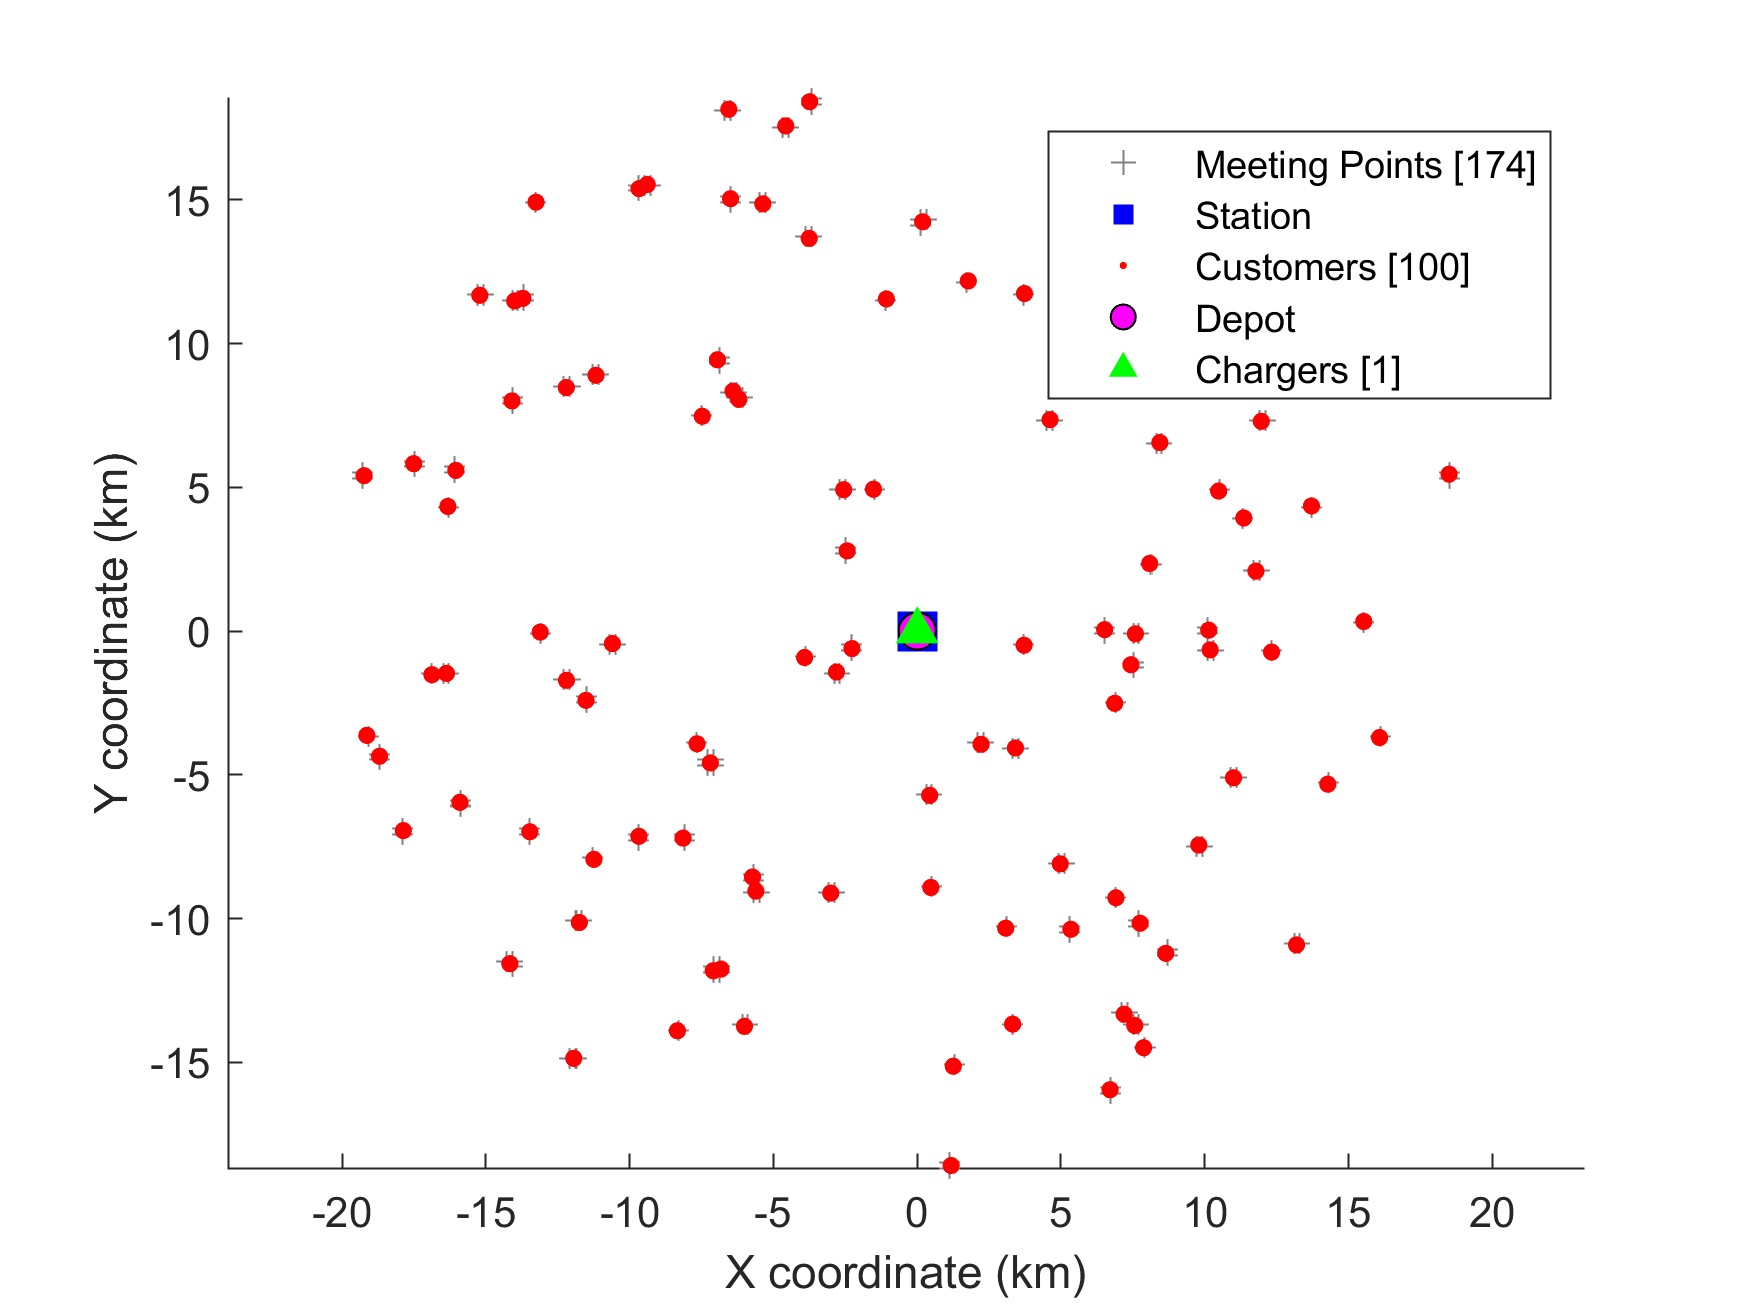 Meeting Points [174]
Station
Customers [100]
Depot
Chargers [1]
15
10
5
0
-5
-10
-15
Y coordinate (km)
-20 -15 -10 -5 0 5 10 15 20
X coordinate (km)